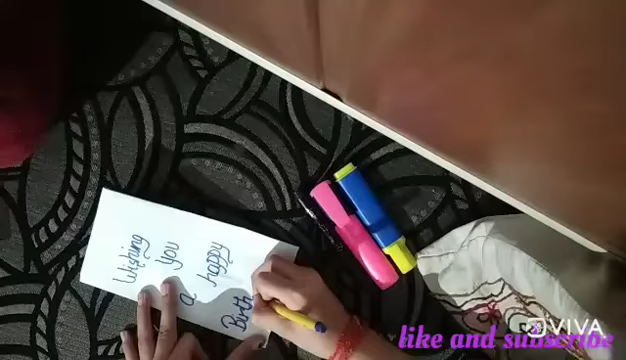 Wishing
you
a happy
Birth
like and subscribe
VIVA